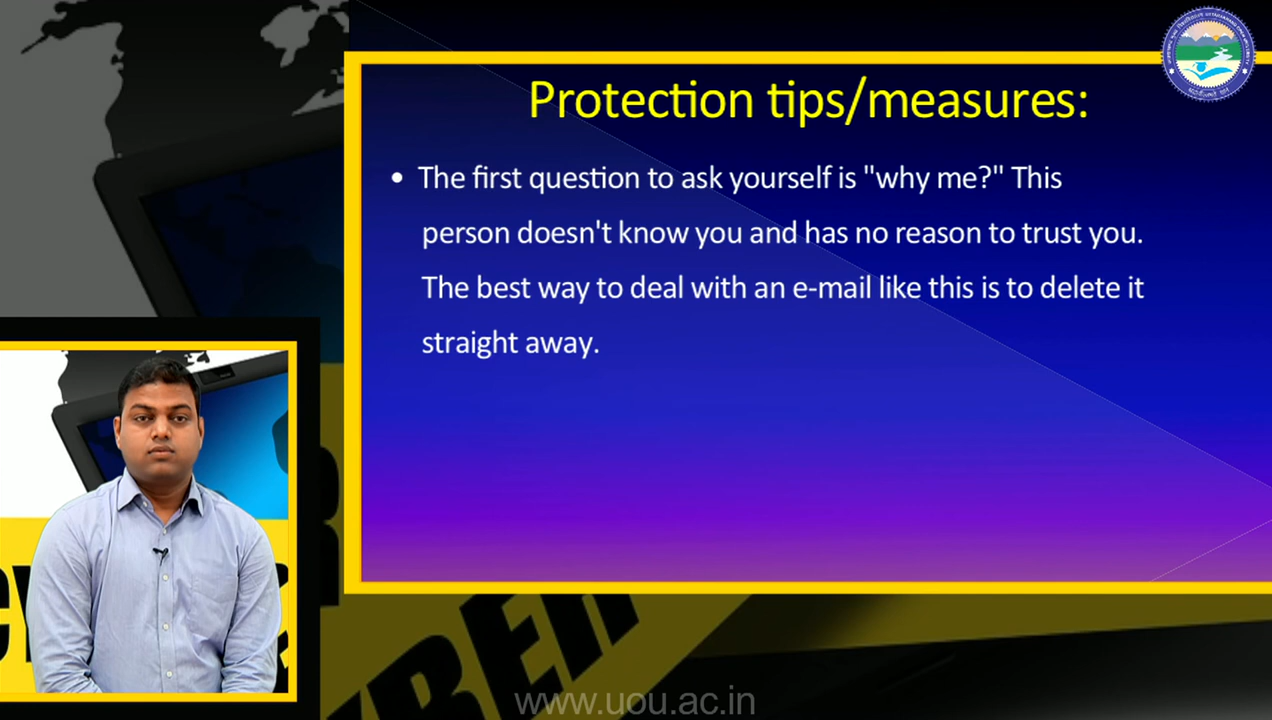 Protection tips/measures:
• The first question to ask yourself is "why me?" This
person doesn't know you and has no reason to trust you.
The best way to deal with an e-mail like this is to delete it
straight away.
www.uou.ac.in